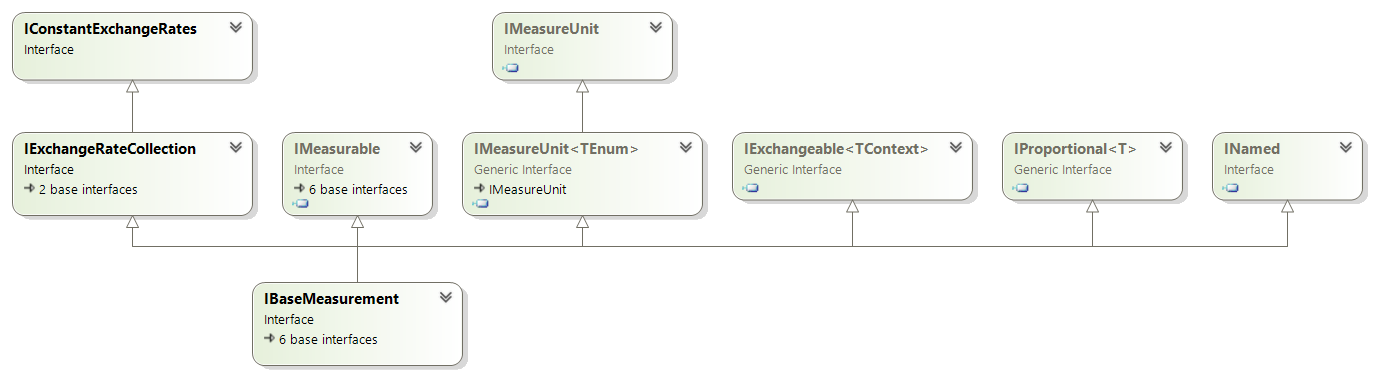 IConstantExchangeRates
Interface
IMeasureUnit
Interface
IExchangeRateCollection
Interface
2 base interfaces
IMeasurable
Interface
6 base interfaces
IMeasureUnit<TEnum>
Generic Interface
IMeasureUnit
IExchangeable<TContext>
Generic Interface
IProportional<T>
Generic Interface
INamed
Interface
IBaseMeasurement
Interface
6 base interfaces